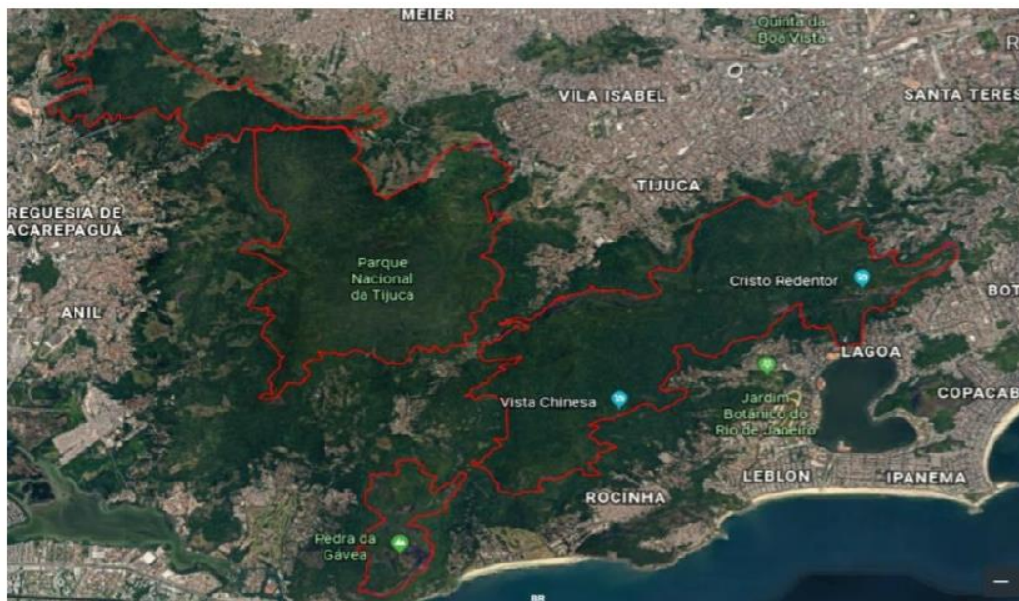 MEIER
Quinta da
Boa Vista
R
VILA ISABEL
SANTA TERES
TIJUCA
REGUESIA DE
ACAREPAGUÁ
Parque
Nacional
da Tijuca
Cristo Redentor
BOT
ANIL
LAGOA
Vista Chinesa
Jardim
Botânico do
Rio de Janeiro
COPACAB
LEBLON
IPANEMA
ROCINHA
Pedra da
Gávea
BR